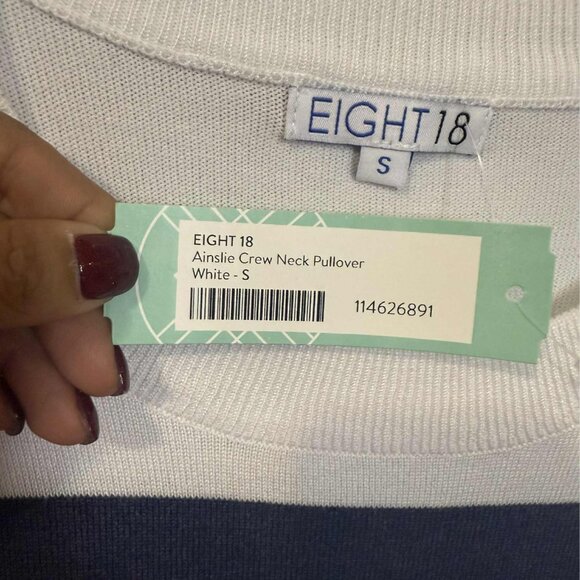 EIGHT18
S
EIGHT 18
Ainslie Crew Neck Pullover
White - S
114626891